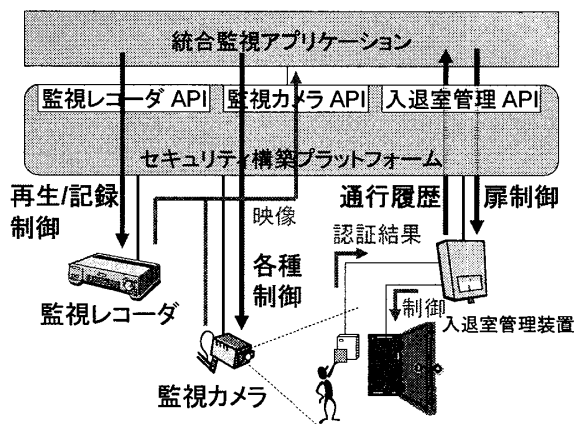 統合監視アプリケーション
監視レコーダ API
監視カメラ API
入退室管理 API
セキュリティ構築プラットフォーム
再生/記録
制御
映像
通行履歴
扉制御
認証結果
各種
制御
監視レコーダ
制御
入退室管理装置
監視カメラ